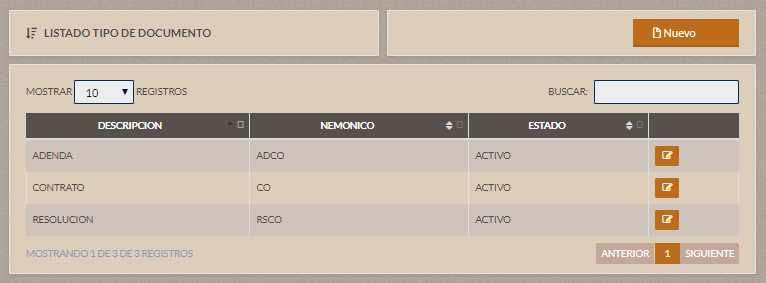 LISTADO TIPO DE DOCUMENTO
Nuevo
MOSTRAR 10 REGISTROS
BUSCAR:
DESCRIPCION NEMONICO ESTADO
ADENDA ADCO ACTIVO
CONTRATO CO ACTIVO
RESOLUCION RSCO ACTIVO
MOSTRANDO 1 DE 3 DE 3 REGISTROS
ANTERIOR 1 SIGUIENTE